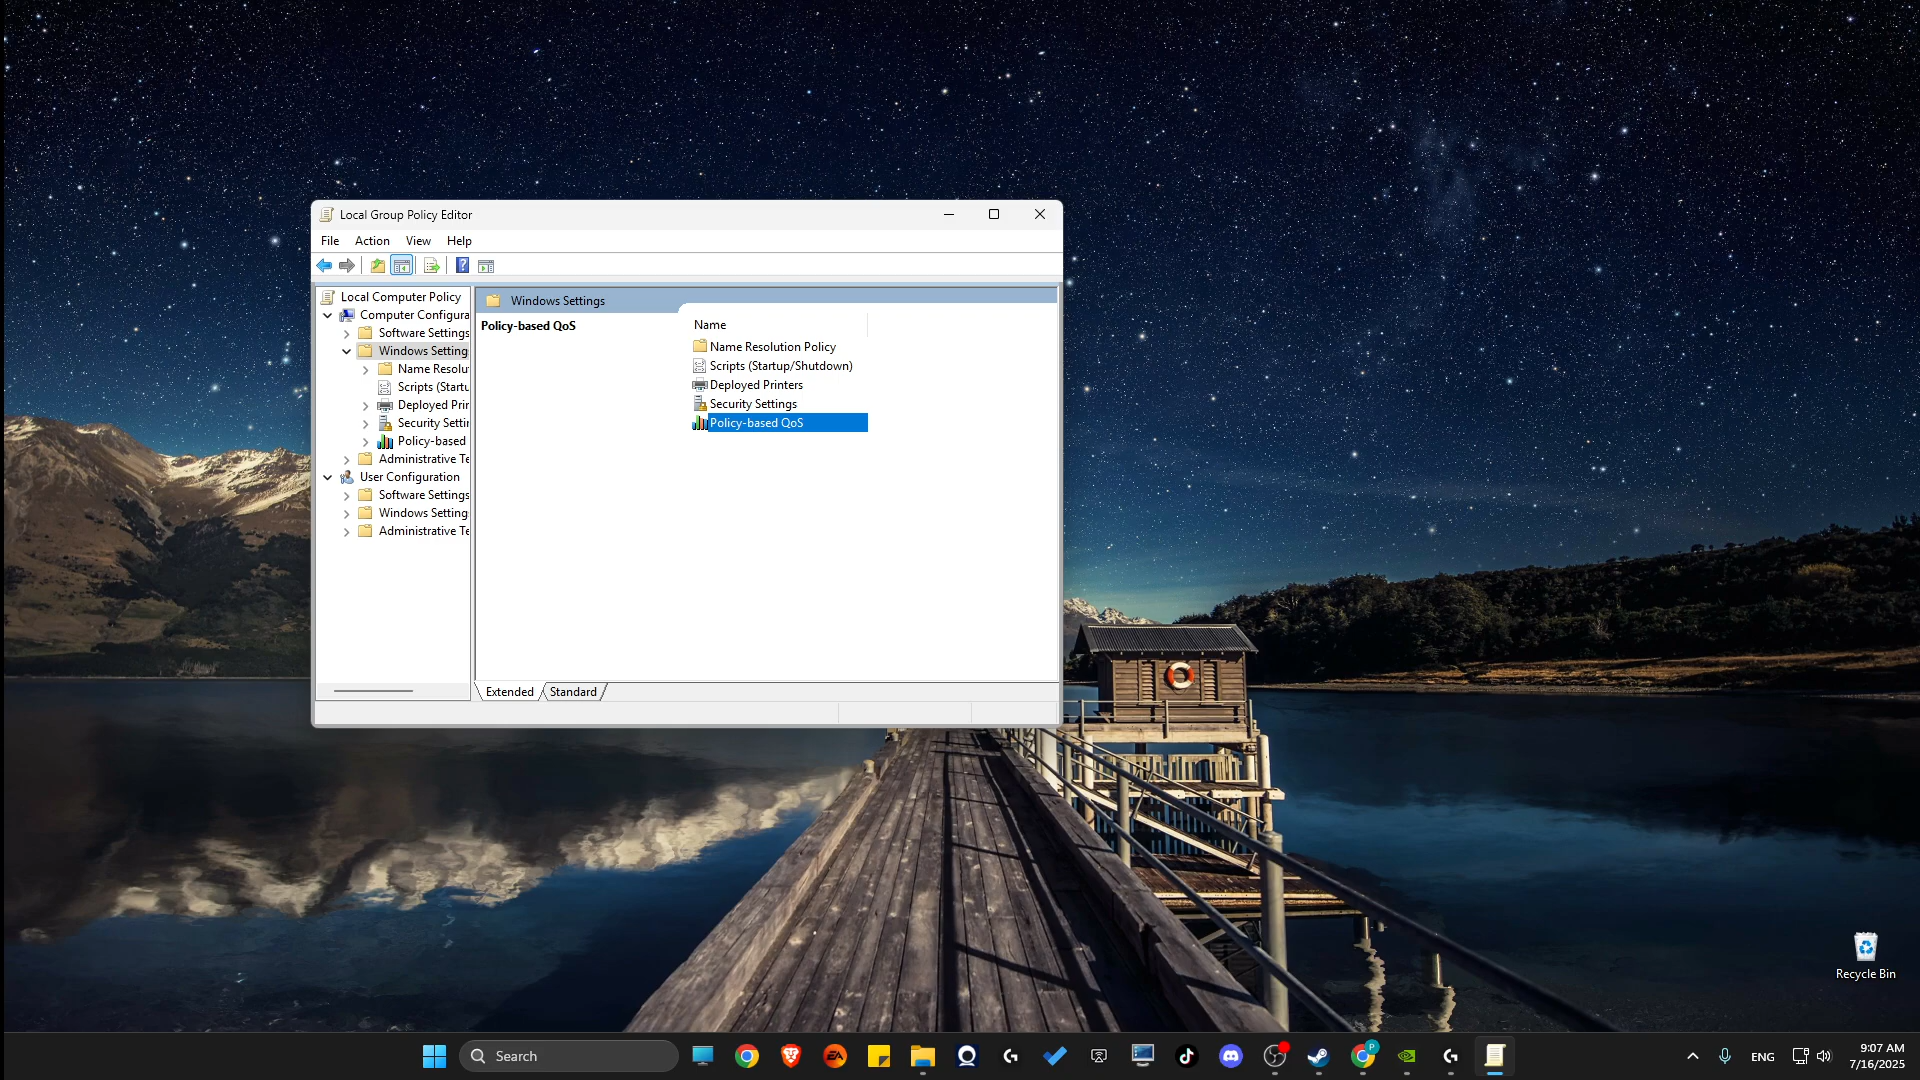 Local Group Policy Editor
File Action View Help
Local Computer Policy
Computer Configura
Software Settings
Windows Setting
Name Resolu
Scripts (Startu
Deployed Prin
Security Settin
Policy-based
Administrative Te
User Configuration
Software Settings
Windows Setting
Administrative Te
Windows Settings
Policy-based QoS
Name
Name Resolution Policy
Scripts (Startup/Shutdown)
Deployed Printers
Security Settings
Policy-based QoS
Extended Standard
Recycle Bin
Search
EA
P
ENG
9:07 AM
7/16/2025